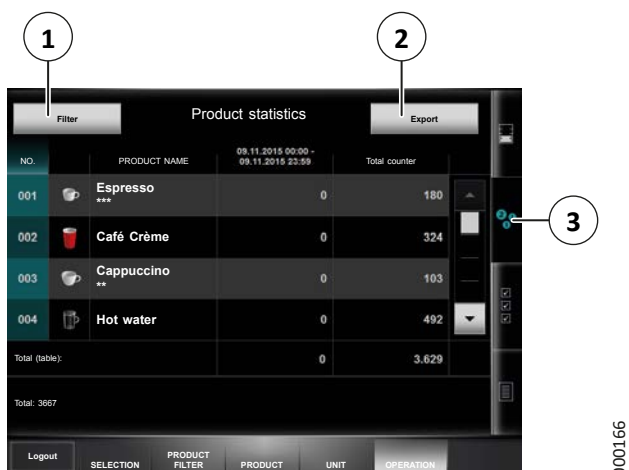 1
2
Filter
Product statistics
Export
NO.
PRODUCT NAME
09.11.2015 00:00 -
09.11.2015 23:59
Total counter
001 Espresso 0 180
***
002 Café Crème 0 324
003 Cappuccino 0 103
**
004 Hot water 0 492
3
Total (table): 0 3.629
Total: 3667
Logout
SELECTION
PRODUCT
FILTER
PRODUCT
UNIT
OPERATION